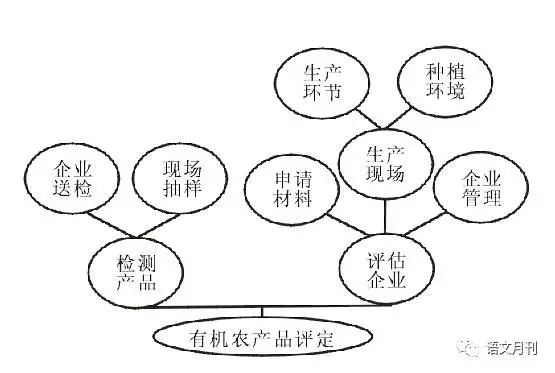 生产
环节
种植
环境
企业
送检
现场
抽样
申请
材料
生产
现场
企业
管理
检测
产品
评估
企业
有机农产品评定
语文月刊